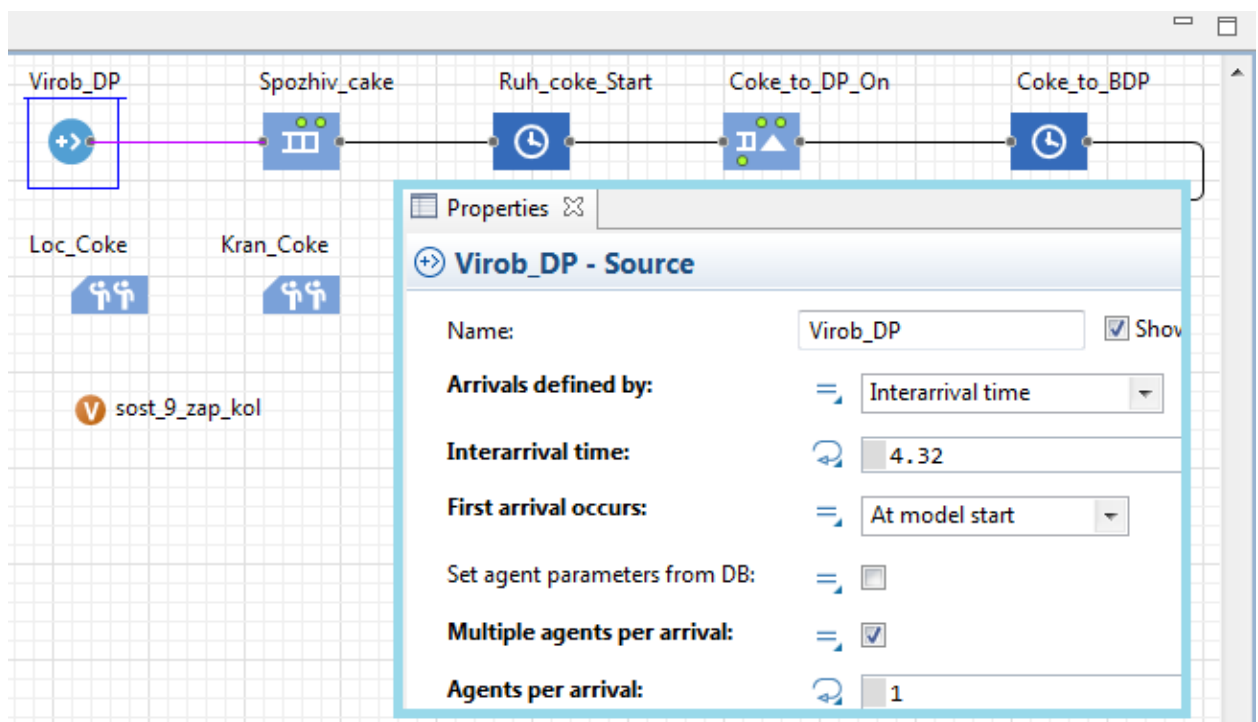 Virob_DP Spozhiv_cake Ruh_coke_Start Coke_to_DP_On Coke_to_BDP
Loc_Coke Kran_Coke
V sost_9_zap_kol
Properties
Virob_DP - Source
Name: Virob_DP Show
Arrivals defined by: Interarrival time
Interarrival time: 4.32
First arrival occurs: At model start
Set agent parameters from DB:
Multiple agents per arrival:
Agents per arrival: 1